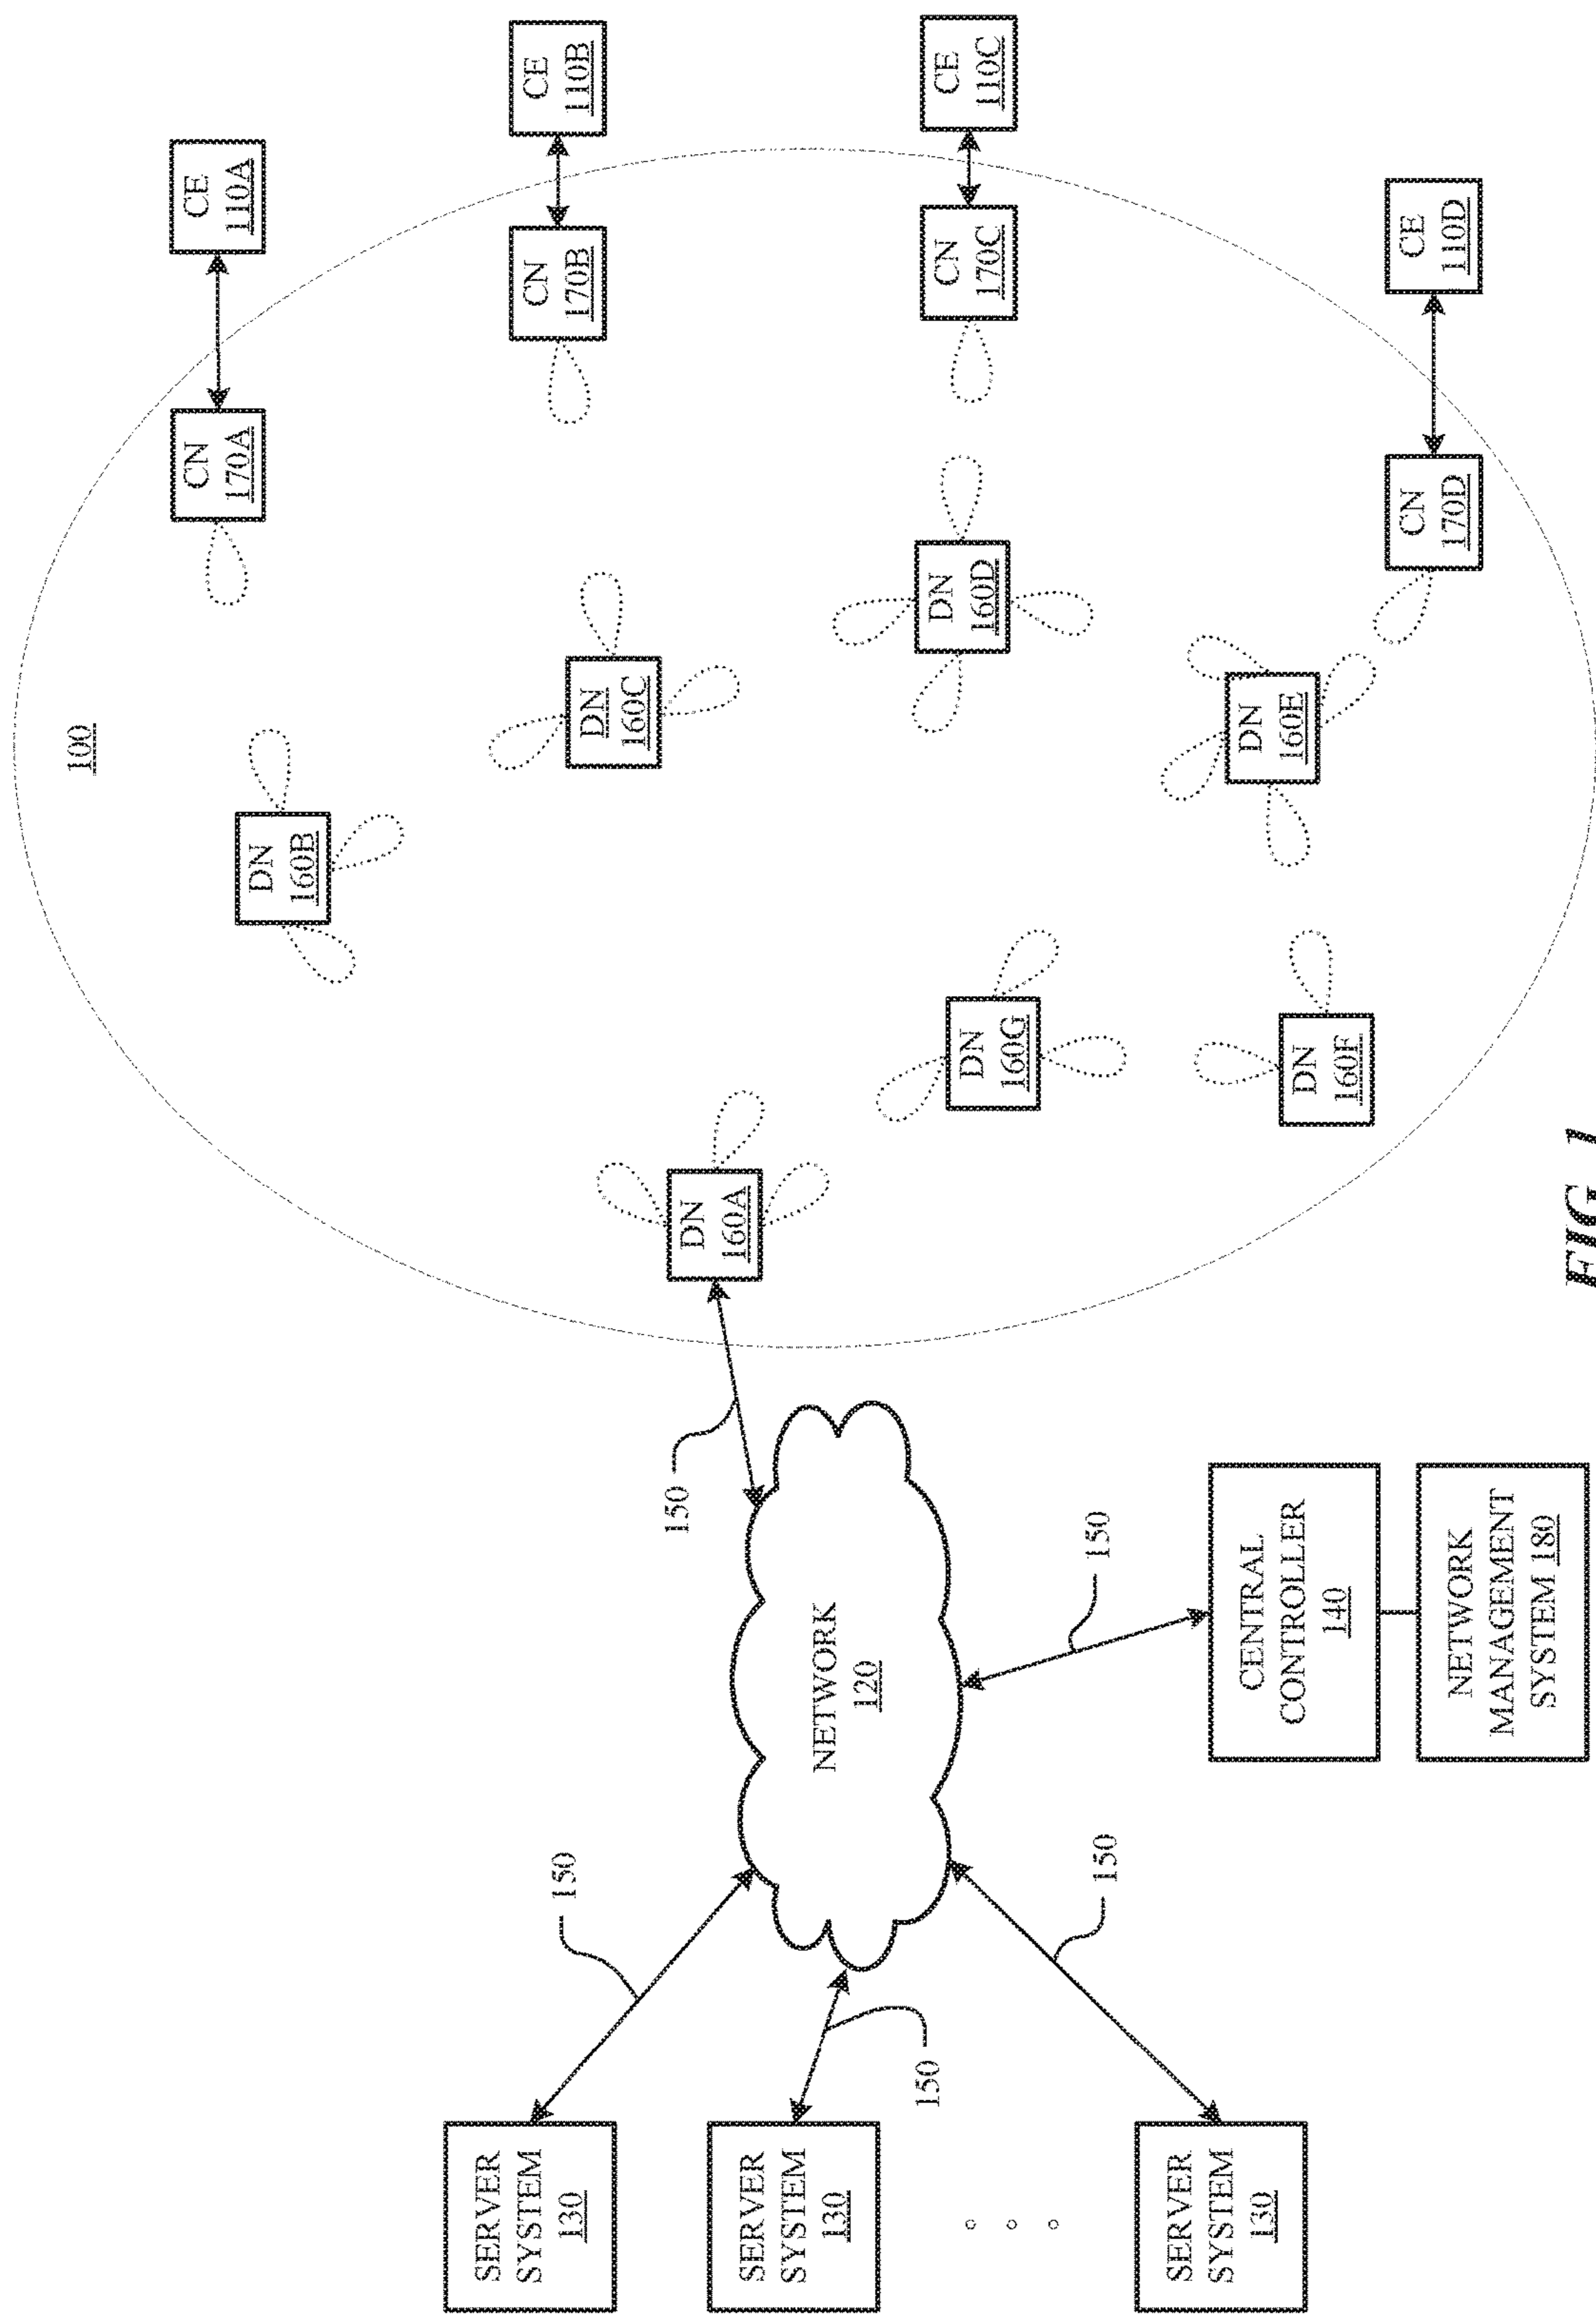 100
CN
170A
CE
110A
DN
160B
SERVER
SYSTEM
130
150
CN
170B
CE
110B
DN
160C
150
DN
160A
SERVER
SYSTEM
130
150
NETWORK
120
DN
160D
CN
170C
CE
110C
DN
160G
150
150
SERVER
SYSTEM
130
CENTRAL
CONTROLLER
140
DN
160F
DN
160E
CN
170D
CE
110D
NETWORK
MANAGEMENT
SYSTEM 180
FIG. 1